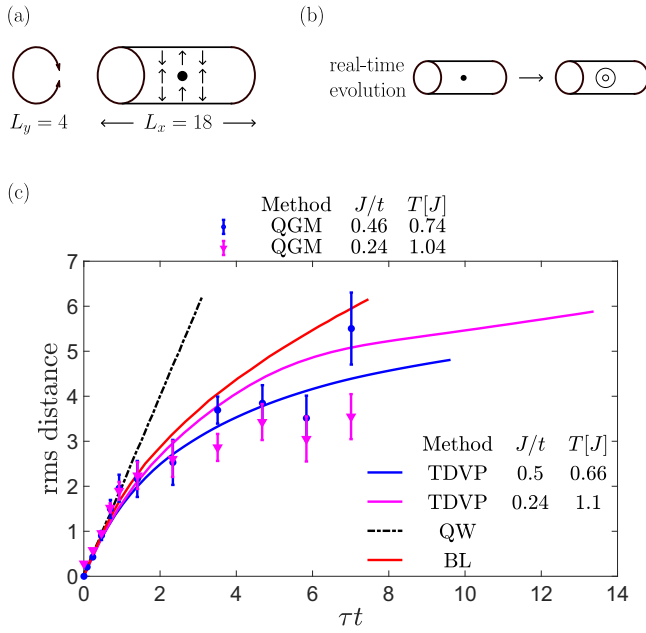 (a)
L_y = 4
L_x = 18
(b)
real-time
evolution
(c)
Method J/t T[J]
QGM 0.46 0.74
QGM 0.24 1.04
7
6
5
4
3
2
1
0
rms distance
Method J/t T[J]
TDVP 0.5 0.66
TDVP 0.24 1.1
QW
BL
0 2 4 6 8 10 12 14
τt